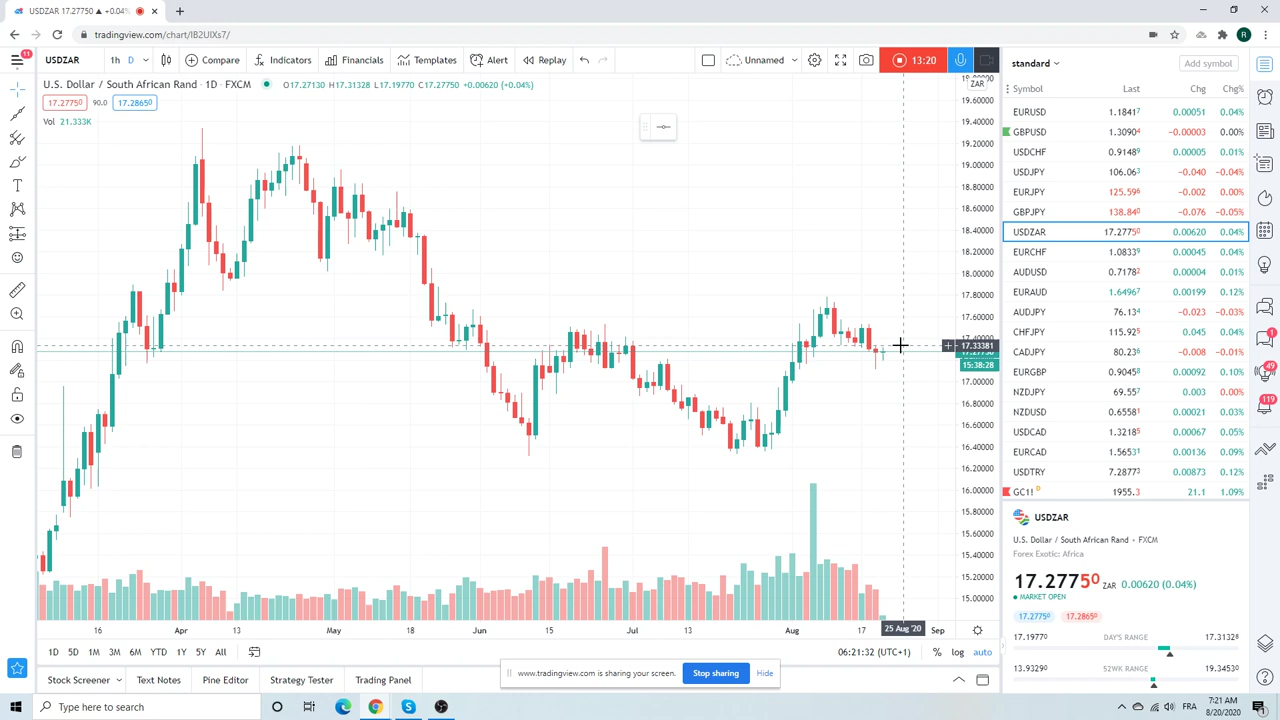 USDZAR 17.27750 ▲ +0.04%
tradingview.com/chart/IB2UIXs7/
11
USDZAR
1h D
Indicators
Compare
Financials
Templates
Alert
Replay
Unnamed
13:20
U.S. Dollar / South African Rand · 1D · FXCM
H17.31328 L17.19770 C17.27750 +0.00620 (+0.04%)
17.27750 90.0 17.28650
Vol 21.333K
ZAR
19.60000
19.40000
19.20000
19.00000
18.80000
18.60000
18.40000
18.20000
18.00000
17.80000
17.60000
17.33381
15:38:28
17.00000
16.80000
16.60000
16.40000
16.20000
16.00000
15.80000
15.60000
15.40000
15.20000
15.00000
16 Apr 13 May 18 Jun 15 Jul 13 Aug 17 25 Aug '20 Sep
1D 5D 1M 3M 6M YTD 1Y 5Y All
06:21:32 (UTC+1) % log auto
Stock Screener Text Notes Pine Editor Strategy Tester Trading Panel
www.tradingview.com is sharing your screen. Stop sharing Hide
standard Add symbol
Symbol Last Chg Chg%
EURUSD 1.18417 0.00051 0.04%
GBPUSD 1.30904 −0.00003 0.00%
USDCHF 0.91489 0.00005 0.01%
USDJPY 106.063 −0.040 −0.04%
EURJPY 125.596 −0.002 0.00%
GBPJPY 138.840 −0.076 −0.05%
USDZAR 17.27750 0.00620 0.04%
EURCHF 1.08339 0.00045 0.04%
AUDUSD 0.71782 0.00004 0.01%
EURAUD 1.64967 0.00199 0.12%
AUDJPY 76.134 −0.023 −0.03%
CHFJPY 115.925 0.045 0.04%
CADJPY 80.236 −0.008 −0.01%
EURGBP 0.90458 0.00092 0.10%
NZDJPY 69.557 0.003 0.00%
NZDUSD 0.65581 0.00021 0.03%
USDCAD 1.32185 0.00067 0.05%
EURCAD 1.56531 0.00136 0.09%
USDTRY 7.28773 0.00873 0.12%
GC1! D 1955.3 21.1 1.09%
USDZAR
U.S. Dollar / South African Rand • FXCM
Forex Exotic: Africa
17.27750 ZAR 0.00620 (0.04%)
MARKET OPEN
17.27750 17.28650
17.19770 DAY'S RANGE 17.31328
13.93290 52WK RANGE 19.34530
1
49
119
R
Type here to search
FRA
7:21 AM
8/20/2020
1